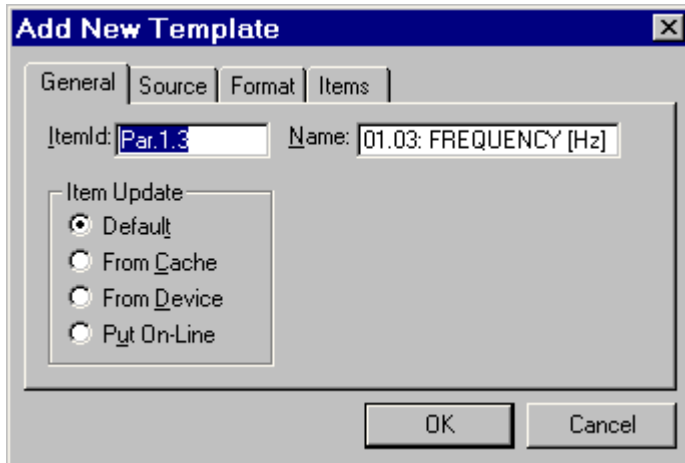 Add New Template
General Source Format Items
ItemId: Par.1.3 Name: 01.03: FREQUENCY [Hz]
Item Update
Default
From Cache
From Device
Put On-Line
OK Cancel